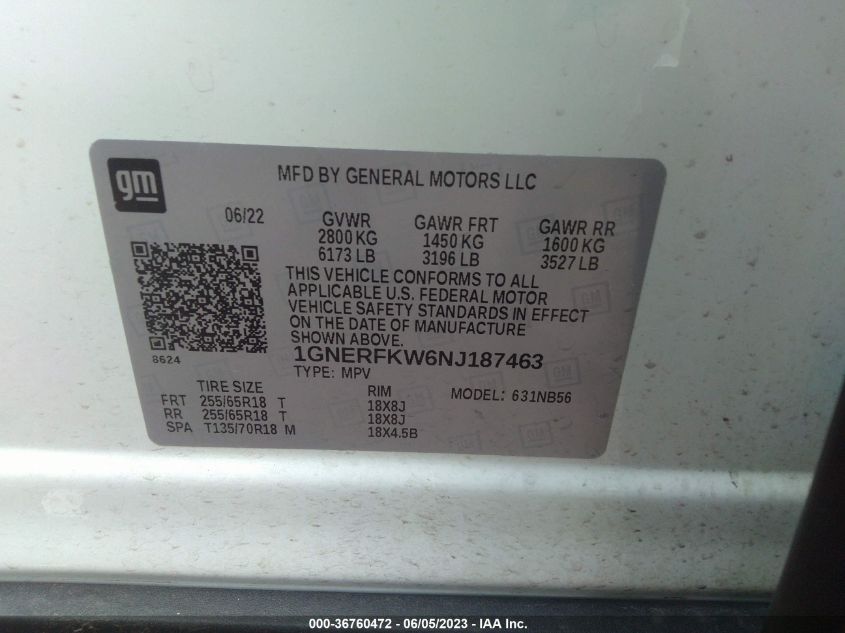 gm
MFD BY GENERAL MOTORS LLC
06/22
GVWR GAWR FRT GAWR RR
2800 KG 1450 KG 1600 KG
6173 LB 3196 LB 3527 LB
THIS VEHICLE CONFORMS TO ALL
APPLICABLE U.S. FEDERAL MOTOR
VEHICLE SAFETY STANDARDS IN EFFECT
ON THE DATE OF MANUFACTURE
SHOWN ABOVE.
8624
1GNERFKW6NJ187463
TYPE: MPV
TIRE SIZE RIM MODEL: 631NB56
FRT 255/65R18 T 18X8J
RR 255/65R18 T 18X8J
SPA T135/70R18 M 18X4.5B
000-36760472 - 06/05/2023 - IAA Inc.